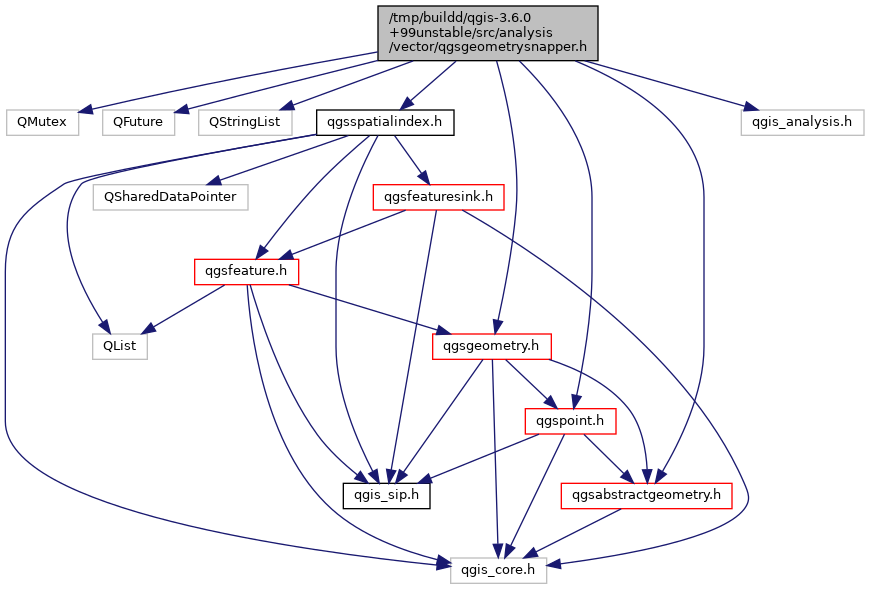 /tmp/buildd/qgis-3.6.0
+99unstable/src/analysis
/vector/qgsgeometrysnapper.h
QMutex
QFuture
QStringList
qgsspatialindex.h
qgis_analysis.h
QSharedDataPointer
qgsfeaturesink.h
qgsfeature.h
QList
qgsgeometry.h
qgspoint.h
qgis_sip.h
qgsabstractgeometry.h
qgis_core.h